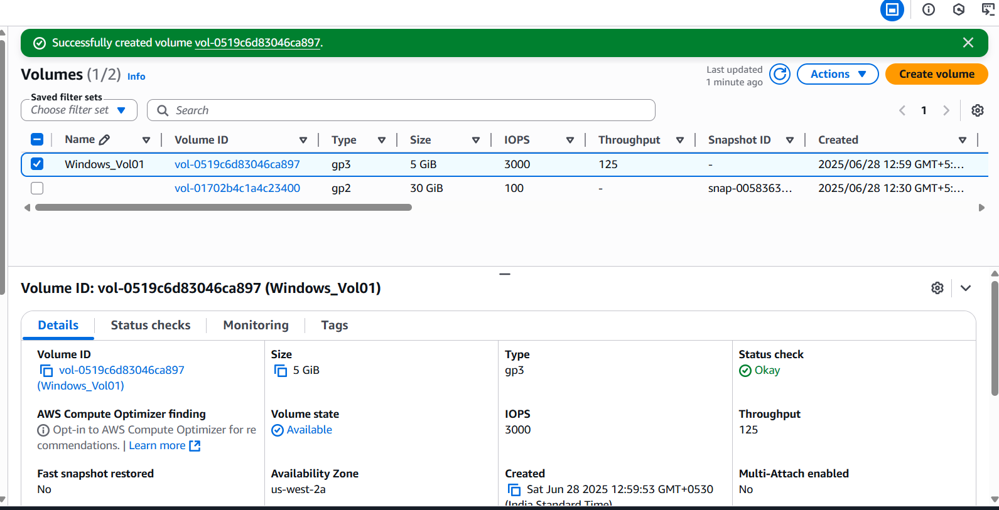 Successfully created volume vol-0519c6d83046ca897.
Volumes (1/2) Info
Last updated
1 minute ago
Actions
Create volume
Saved filter sets
Choose filter set
Search
1
Name Volume ID Type Size IOPS Throughput Snapshot ID Created
Windows_Vol01 vol-0519c6d83046ca897 gp3 5 GiB 3000 125 - 2025/06/28 12:59 GMT+5:...
vol-01702b4c1a4c23400 gp2 30 GiB 100 - snap-0058363... 2025/06/28 12:30 GMT+5:...
Volume ID: vol-0519c6d83046ca897 (Windows_Vol01)
Details Status checks Monitoring Tags
Volume ID
vol-0519c6d83046ca897
(Windows_Vol01)
Size
5 GiB
Type
gp3
Status check
Okay
AWS Compute Optimizer finding
Opt-in to AWS Compute Optimizer for re
commendations. | Learn more
Volume state
Available
IOPS
3000
Throughput
125
Fast snapshot restored
No
Availability Zone
us-west-2a
Created
Sat Jun 28 2025 12:59:53 GMT+0530
(India Standard Time)
Multi-Attach enabled
No